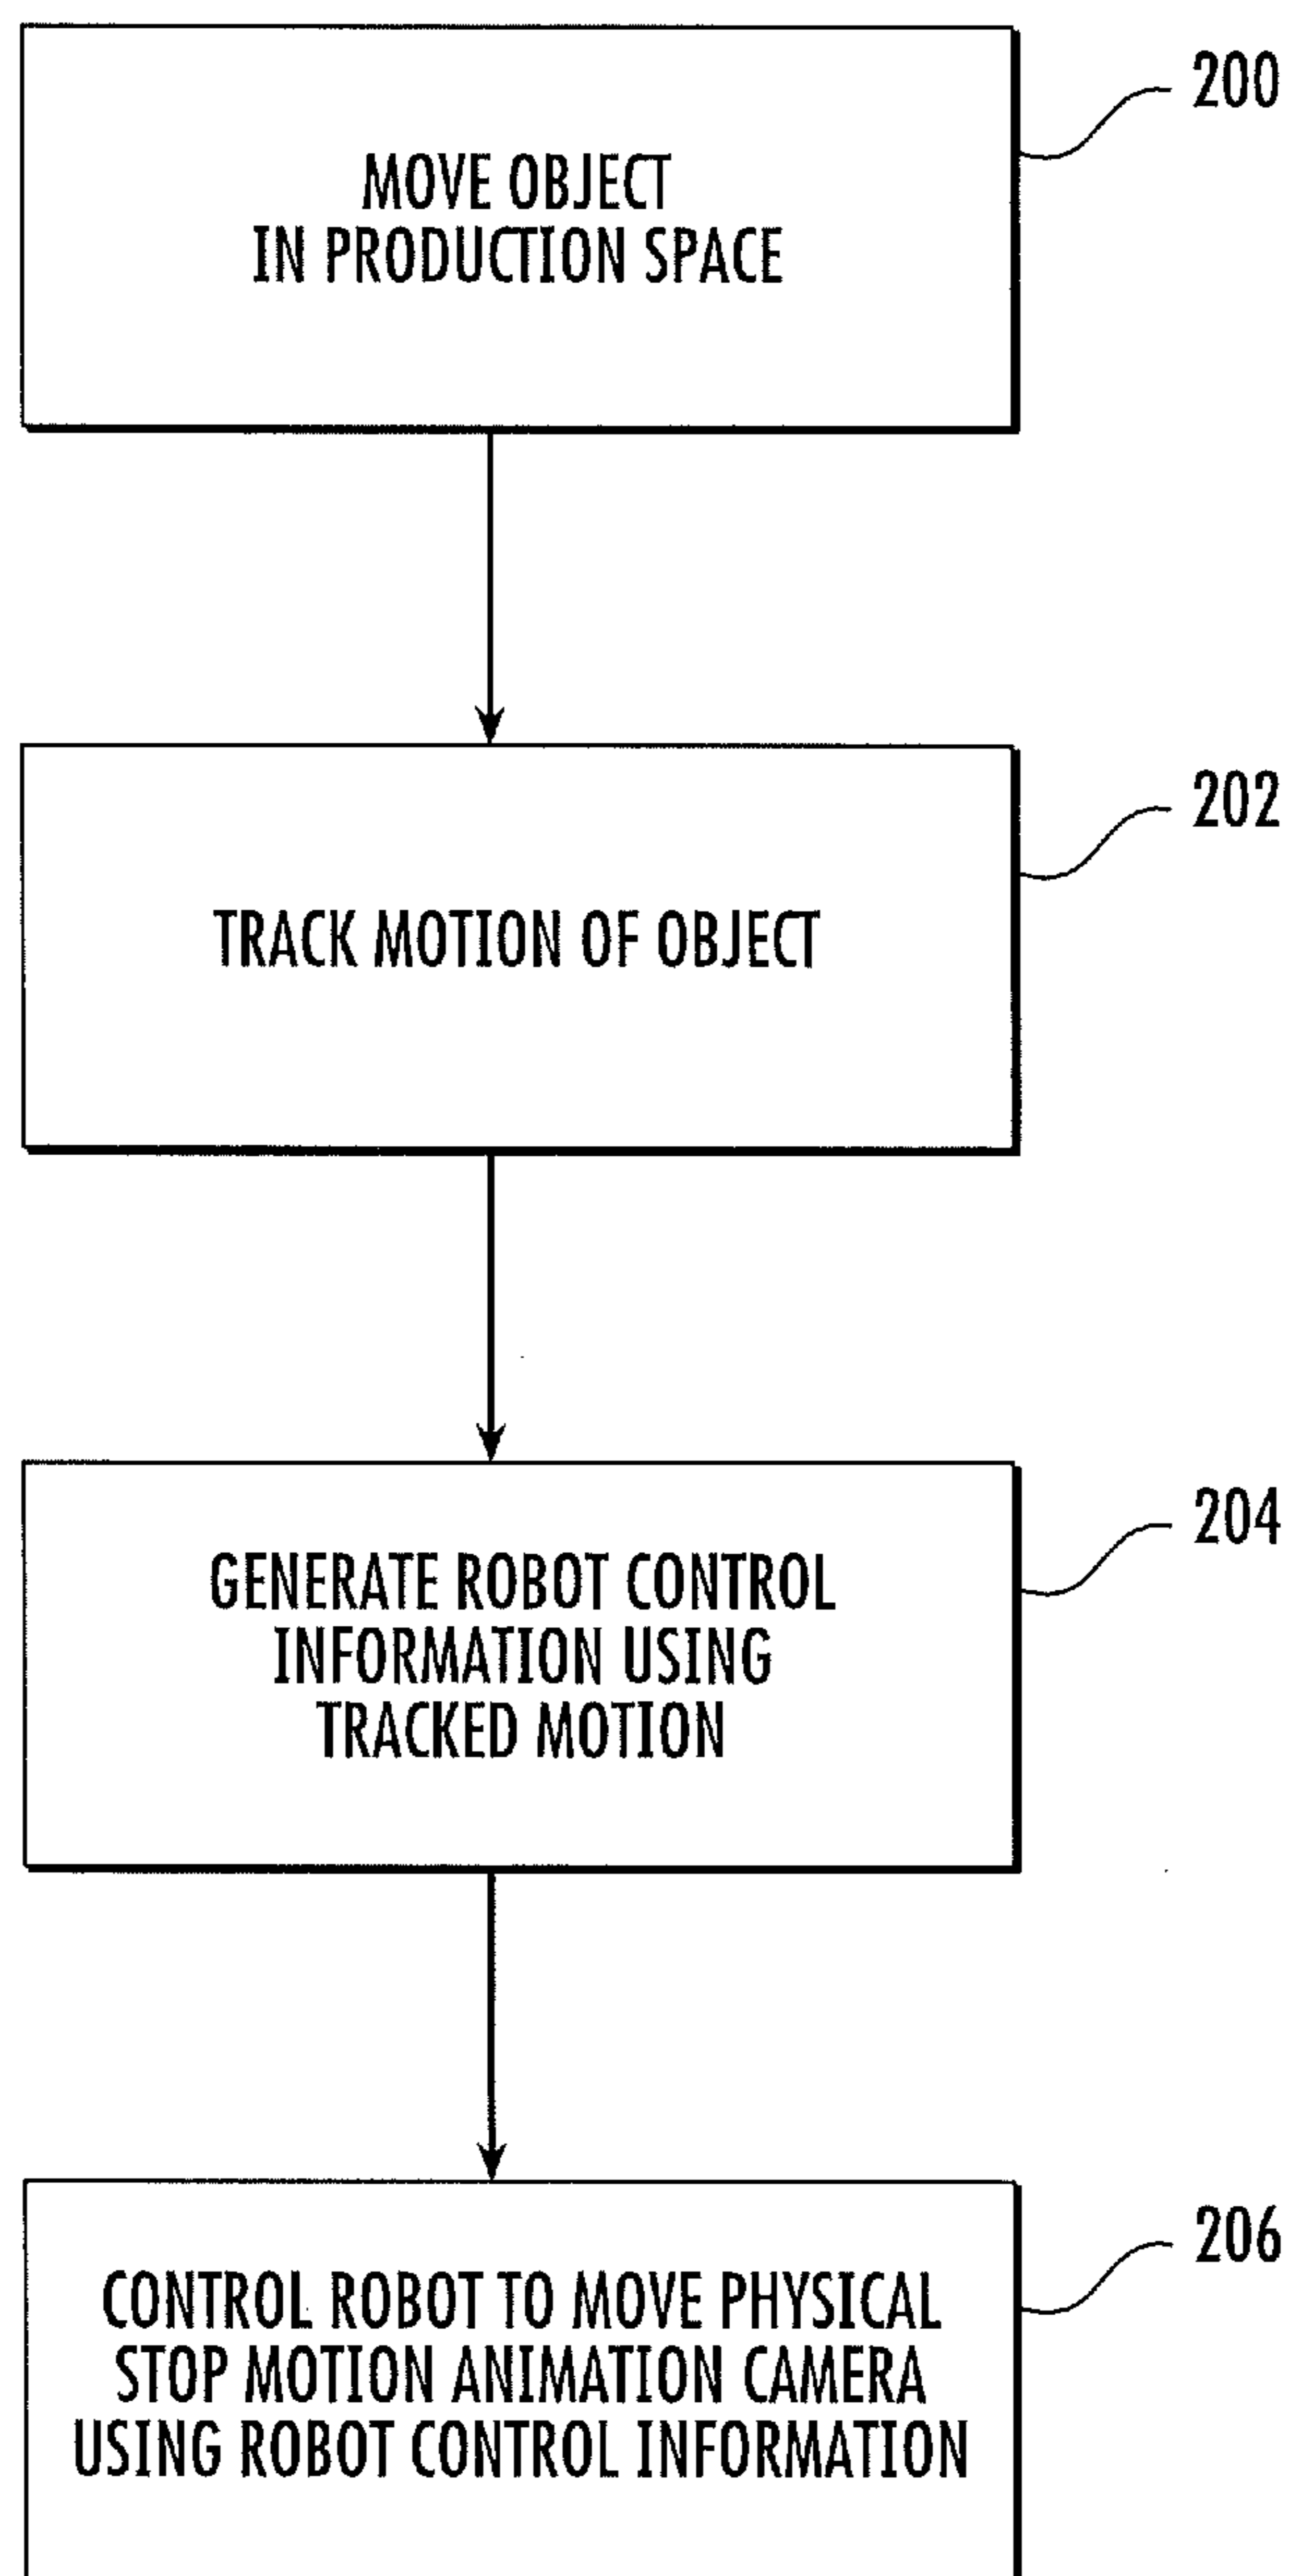 200
MOVE OBJECT
IN PRODUCTION SPACE
202
TRACK MOTION OF OBJECT
204
GENERATE ROBOT CONTROL
INFORMATION USING
TRACKED MOTION
206
CONTROL ROBOT TO MOVE PHYSICAL
STOP MOTION ANIMATION CAMERA
USING ROBOT CONTROL INFORMATION